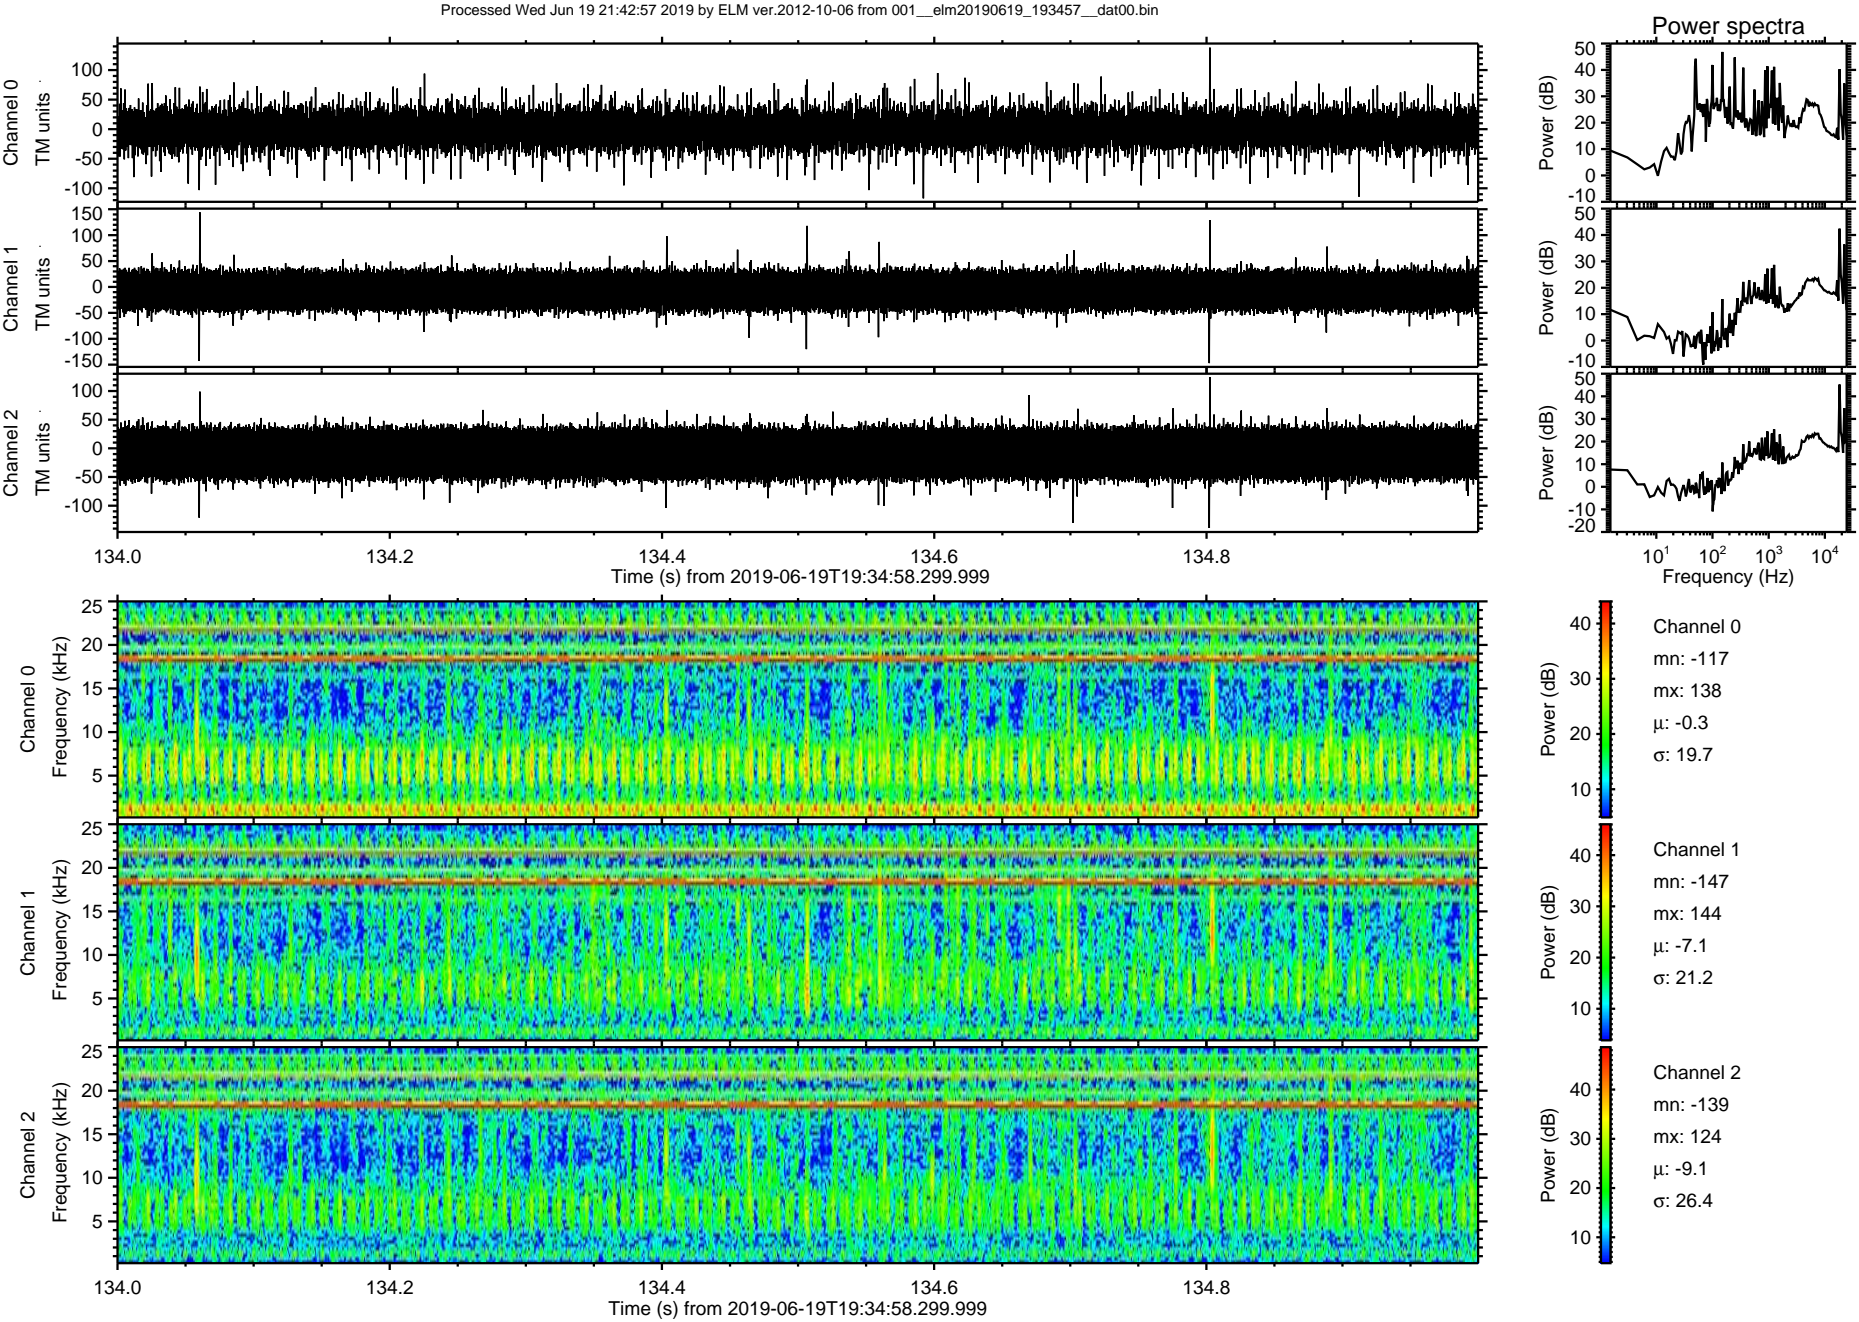 Processed Wed Jun 19 21:42:57 2019 by ELM ver.2012-10-06 from 001__elm20190619_193457__dat00.bin
Power spectra
Channel 0
TM units
100
50
0
-50
-100
Power (dB)
50
40
30
20
10
0
-10
Channel 1
TM units
150
100
50
0
-50
-100
-150
Power (dB)
50
40
30
20
10
0
-10
Channel 2
TM units
100
50
0
-50
-100
Power (dB)
50
40
30
20
10
0
-10
-20
134.0 134.2 134.4 134.6 134.8
Time (s) from 2019-06-19T19:34:58.299.999
10¹ 10² 10³ 10⁴
Frequency (Hz)
Channel 0
Frequency (kHz)
25
20
15
10
5
Power (dB)
40
30
20
10
Channel 0
mn: -117
mx: 138
μ: -0.3
σ: 19.7
Channel 1
Frequency (kHz)
25
20
15
10
5
Power (dB)
40
30
20
10
Channel 1
mn: -147
mx: 144
μ: -7.1
σ: 21.2
Channel 2
Frequency (kHz)
25
20
15
10
5
Power (dB)
40
30
20
10
Channel 2
mn: -139
mx: 124
μ: -9.1
σ: 26.4
134.0 134.2 134.4 134.6 134.8
Time (s) from 2019-06-19T19:34:58.299.999